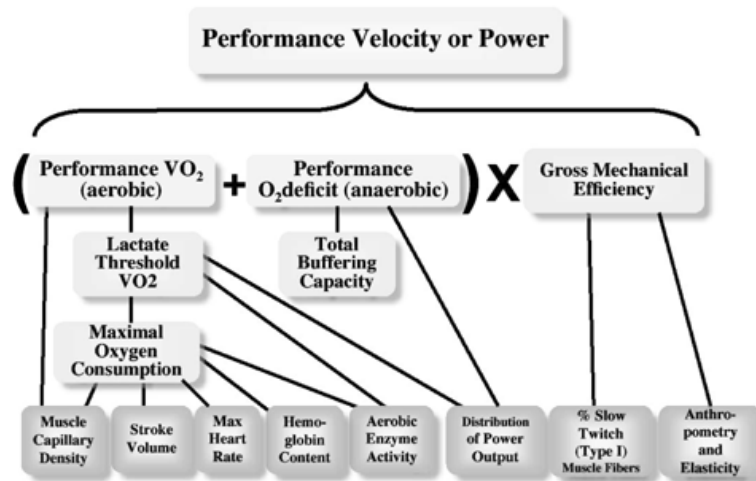 Performance Velocity or Power
( Performance VO₂ + Performance ) X Gross Mechanical
(aerobic) O₂deficit (anaerobic) Efficiency
Lactate
Threshold
VO2
Total
Buffering
Capacity
Maximal
Oxygen
Consumption
Muscle
Capillary
Density
Stroke
Volume
Max
Heart
Rate
Hemo-
globin
Content
Aerobic
Enzyme
Activity
Distribution
of Power
Output
% Slow
Twitch
(Type I)
Muscle Fibers
Anthro-
pometry
and
Elasticity